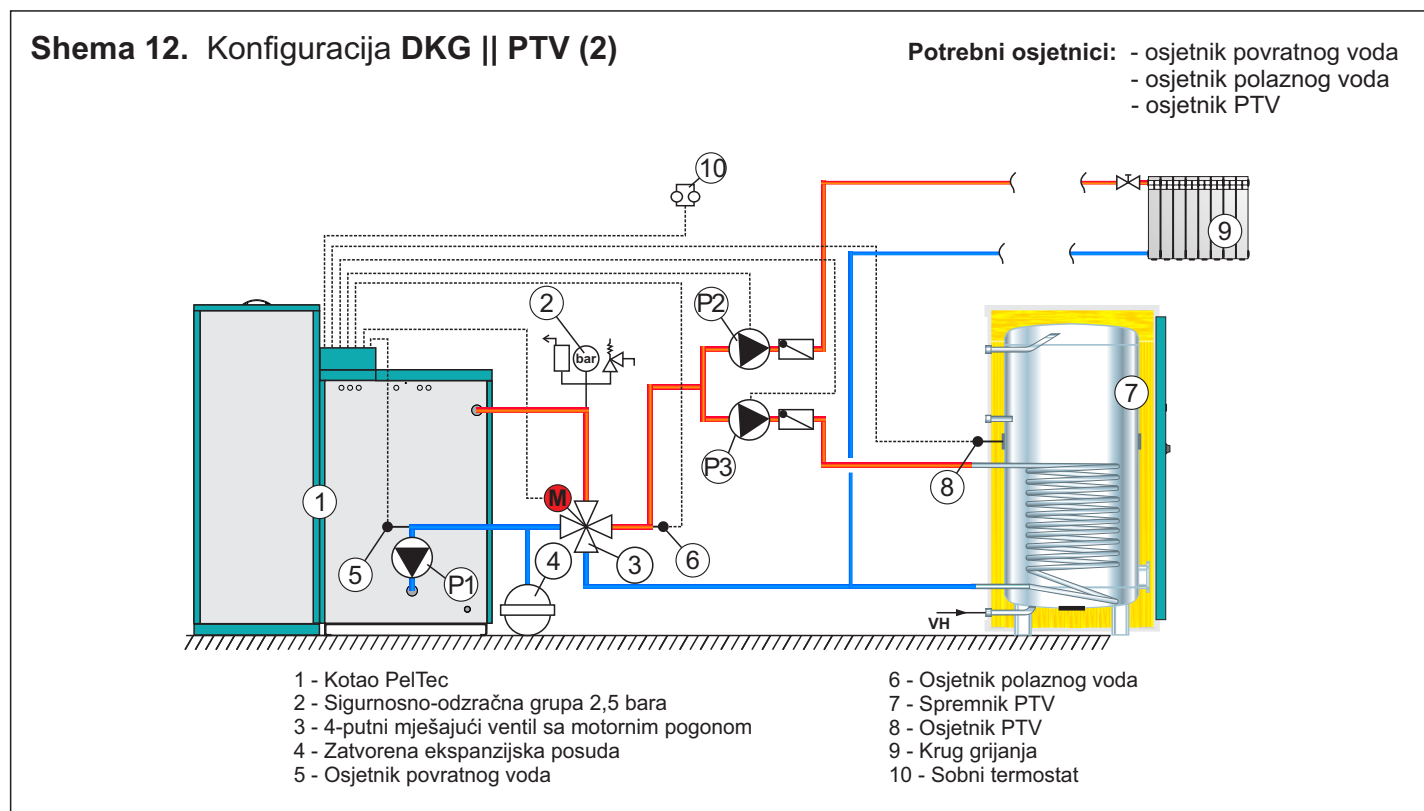 Shema 12. Konfiguracija DKG || PTV (2)
Potrebni osjetnici: - osjetnik povratnog voda
- osjetnik polaznog voda
- osjetnik PTV
10
9
2
bar
P2
P3
7
8
M
1
5
P1
4
3
6
VH
1 - Kotao PelTec
2 - Sigurnosno-odzračna grupa 2,5 bara
3 - 4-putni mješajući ventil sa motornim pogonom
4 - Zatvorena ekspanzijska posuda
5 - Osjetnik povratnog voda
6 - Osjetnik polaznog voda
7 - Spremnik PTV
8 - Osjetnik PTV
9 - Krug grijanja
10 - Sobni termostat